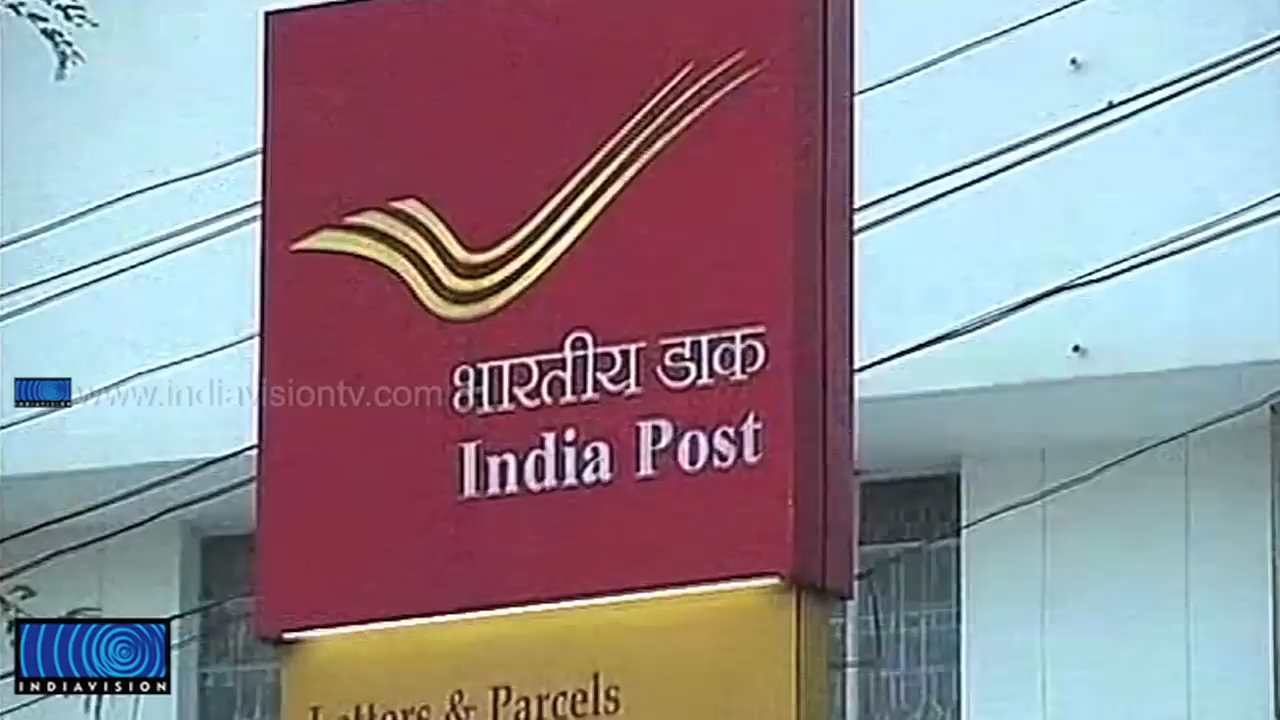 भारतीय डाक
India Post
www.indiavisiontv.com
Letters & Parcels
INDIAVISION